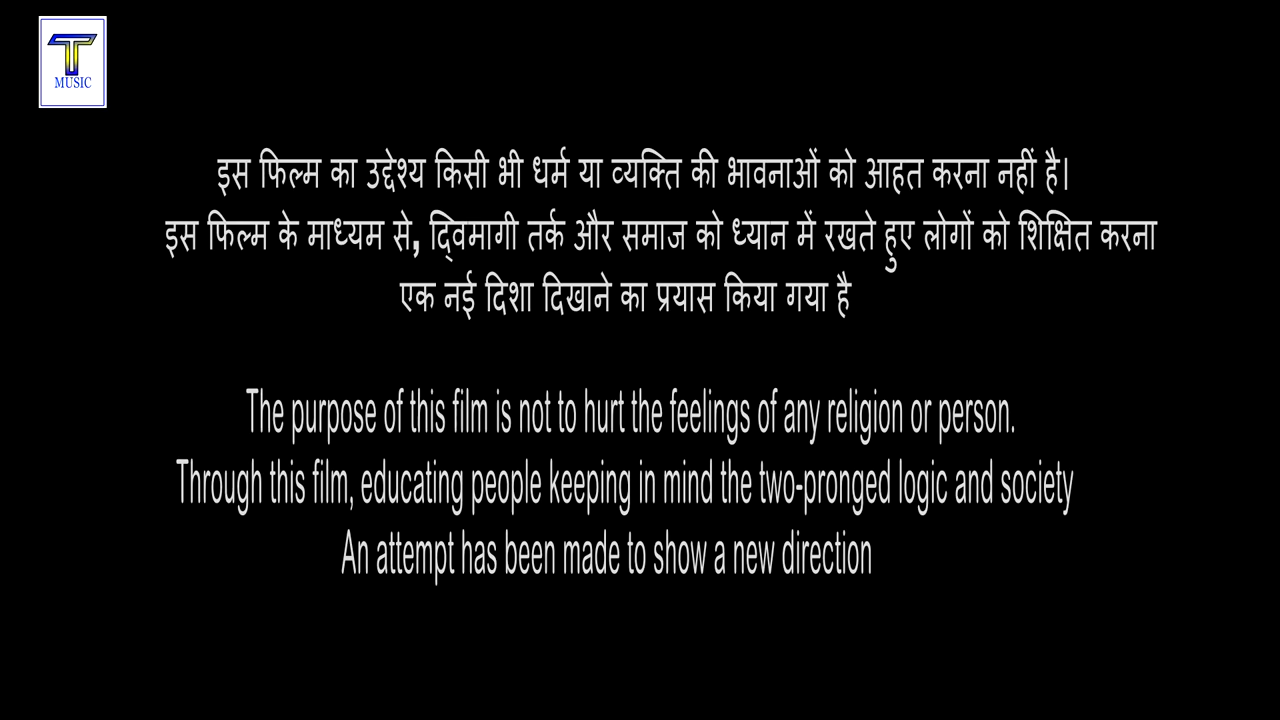 T
MUSIC
इस फिल्म का उद्देश्य किसी भी धर्म या व्यक्ति की भावनाओं को आहत करना नहीं है।
इस फिल्म के माध्यम से, द्विमागी तर्क और समाज को ध्यान में रखते हुए लोगों को शिक्षित करना
एक नई दिशा दिखाने का प्रयास किया गया है
The purpose of this film is not to hurt the feelings of any religion or person.
Through this film, educating people keeping in mind the two-pronged logic and society
An attempt has been made to show a new direction